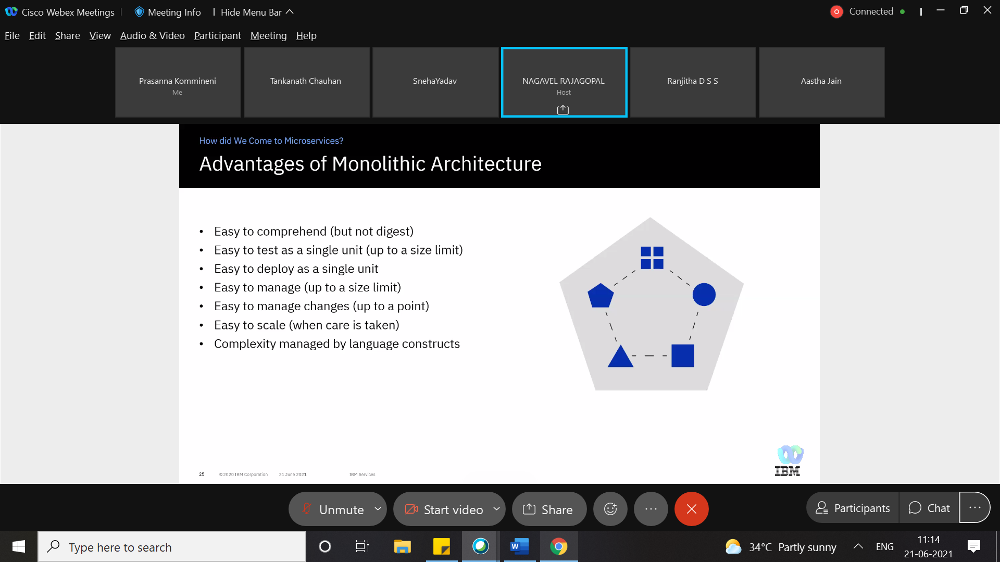 Cisco Webex Meetings | Meeting Info | Hide Menu Bar
Connected
File Edit Share View Audio & Video Participant Meeting Help
Prasanna Kommineni
Me
Tankanath Chauhan
SnehaYadav
NAGAVEL RAJAGOPAL
Host
Ranjitha D S S
Aastha Jain
How did We Come to Microservices?
Advantages of Monolithic Architecture
• Easy to comprehend (but not digest)
• Easy to test as a single unit (up to a size limit)
• Easy to deploy as a single unit
• Easy to manage (up to a size limit)
• Easy to manage changes (up to a point)
• Easy to scale (when care is taken)
• Complexity managed by language constructs
25 ©2020 IBM Corporation 21 June 2021 IBM Services
IBM
Unmute Start video Share Participants Chat
Type here to search
W
34°C Partly sunny ENG
11:14
21-06-2021